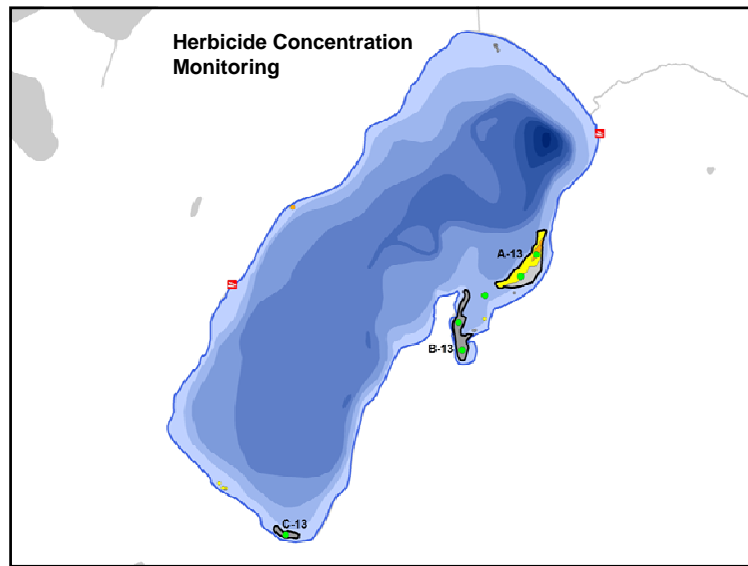 Herbicide Concentration
Monitoring
A-13
B-13
C-13